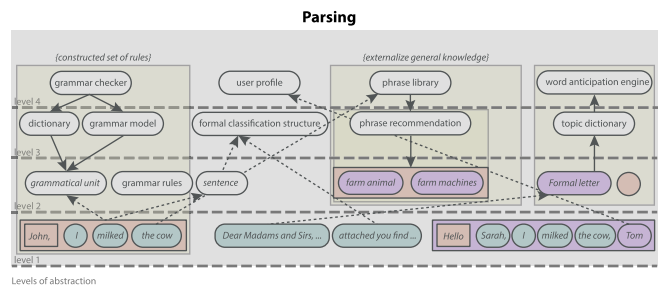 Parsing
{constructed set of rules}
{externalize general knowledge}
grammar checker
user profile
phrase library
word anticipation engine
level 4
dictionary
grammar model
formal classification structure
phrase recommendation
topic dictionary
level 3
grammatical unit
grammar rules
sentence
farm animal
farm machines
Formal letter
level 2
John,
I
milked
the cow
Dear Madams and Sirs, ...
attached you find ...
Hello
Sarah,
I
milked
the cow,
Tom
level 1
Levels of abstraction